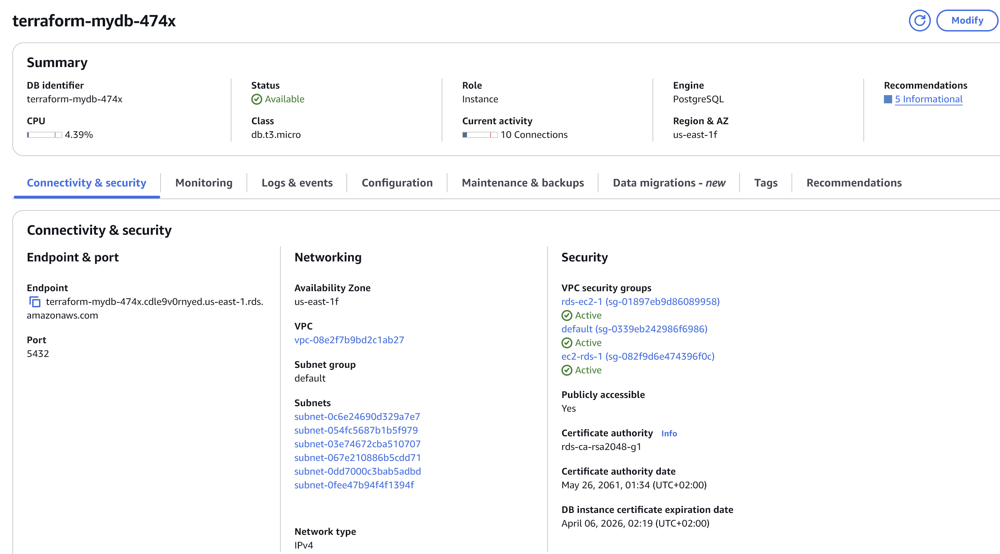 terraform-mydb-474x
Modify
Summary
DB identifier
terraform-mydb-474x
CPU
4.39%
Status
Available
Class
db.t3.micro
Role
Instance
Current activity
10 Connections
Engine
PostgreSQL
Region & AZ
us-east-1f
Recommendations
5 Informational
Connectivity & security
Monitoring
Logs & events
Configuration
Maintenance & backups
Data migrations - new
Tags
Recommendations
Connectivity & security
Endpoint & port
Endpoint
terraform-mydb-474x.cdle9v0rnyed.us-east-1.rds.
amazonaws.com
Port
5432
Networking
Availability Zone
us-east-1f
VPC
vpc-08e2f7b9bd2c1ab27
Subnet group
default
Subnets
subnet-0c6e24690d329a7e7
subnet-054fc5687b1b5f979
subnet-03e74672cba510707
subnet-067e210886b5cdd71
subnet-0dd7000c3bab5adbd
subnet-0fee47b94f4f1394f
Network type
IPv4
Security
VPC security groups
rds-ec2-1 (sg-01897eb9d86089958)
Active
default (sg-0339eb242986f6986)
Active
ec2-rds-1 (sg-082f9d6e474396f0c)
Active
Publicly accessible
Yes
Certificate authority Info
rds-ca-rsa2048-g1
Certificate authority date
May 26, 2061, 01:34 (UTC+02:00)
DB instance certificate expiration date
April 06, 2026, 02:19 (UTC+02:00)